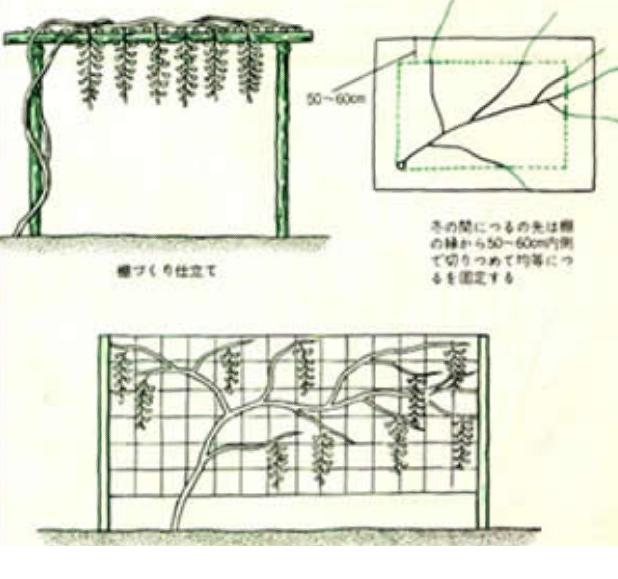 50〜60cm
棚づくり仕立て
冬の間につるの先は棚
の縁から50〜60cm内側
で切りつめて均等につ
るを固定する